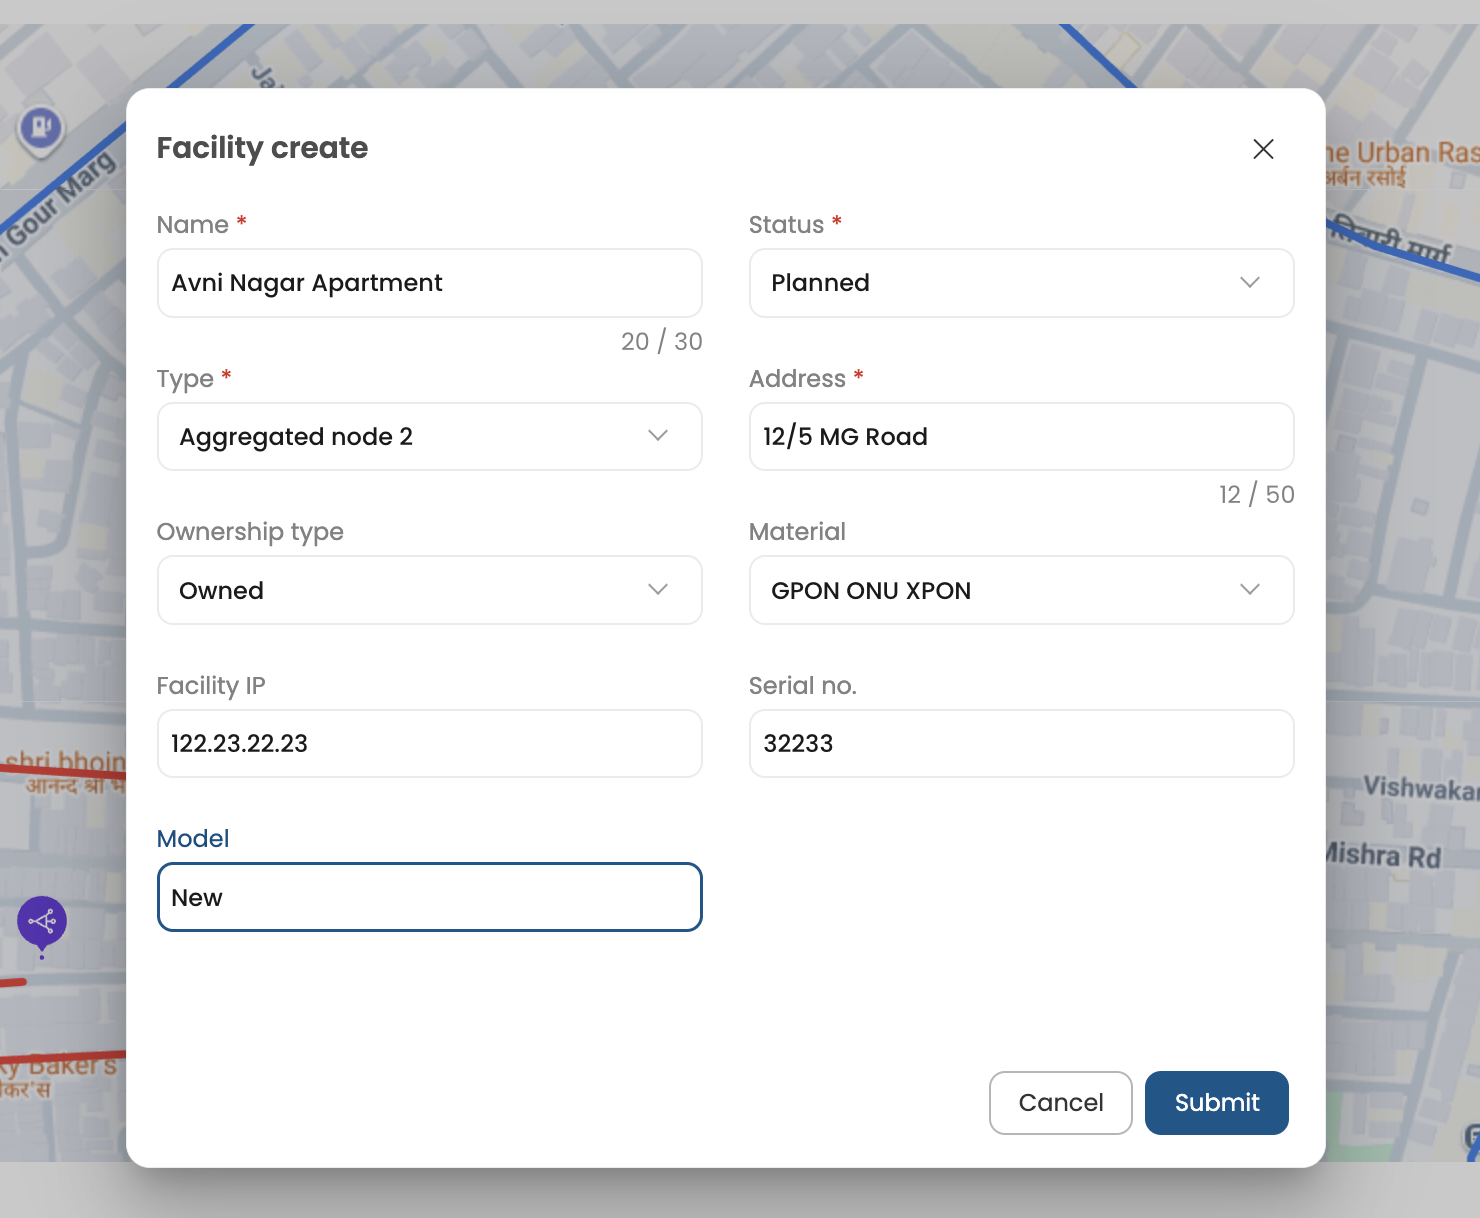 Gour Marg
he Urban Ras
अर्बन रसोई
तिवारी मार्ग
Facility create
Name *
Status *
Avni Nagar Apartment
Planned
20 / 30
Type *
Address *
Aggregated node 2
12/5 MG Road
12 / 50
Ownership type
Material
Owned
GPON ONU XPON
Facility IP
Serial no.
122.23.22.23
32233
shri bhoin
आनन्द श्री भ
Vishwakar
Model
Mishra Rd
New
ky Baker's
Cancel
Submit